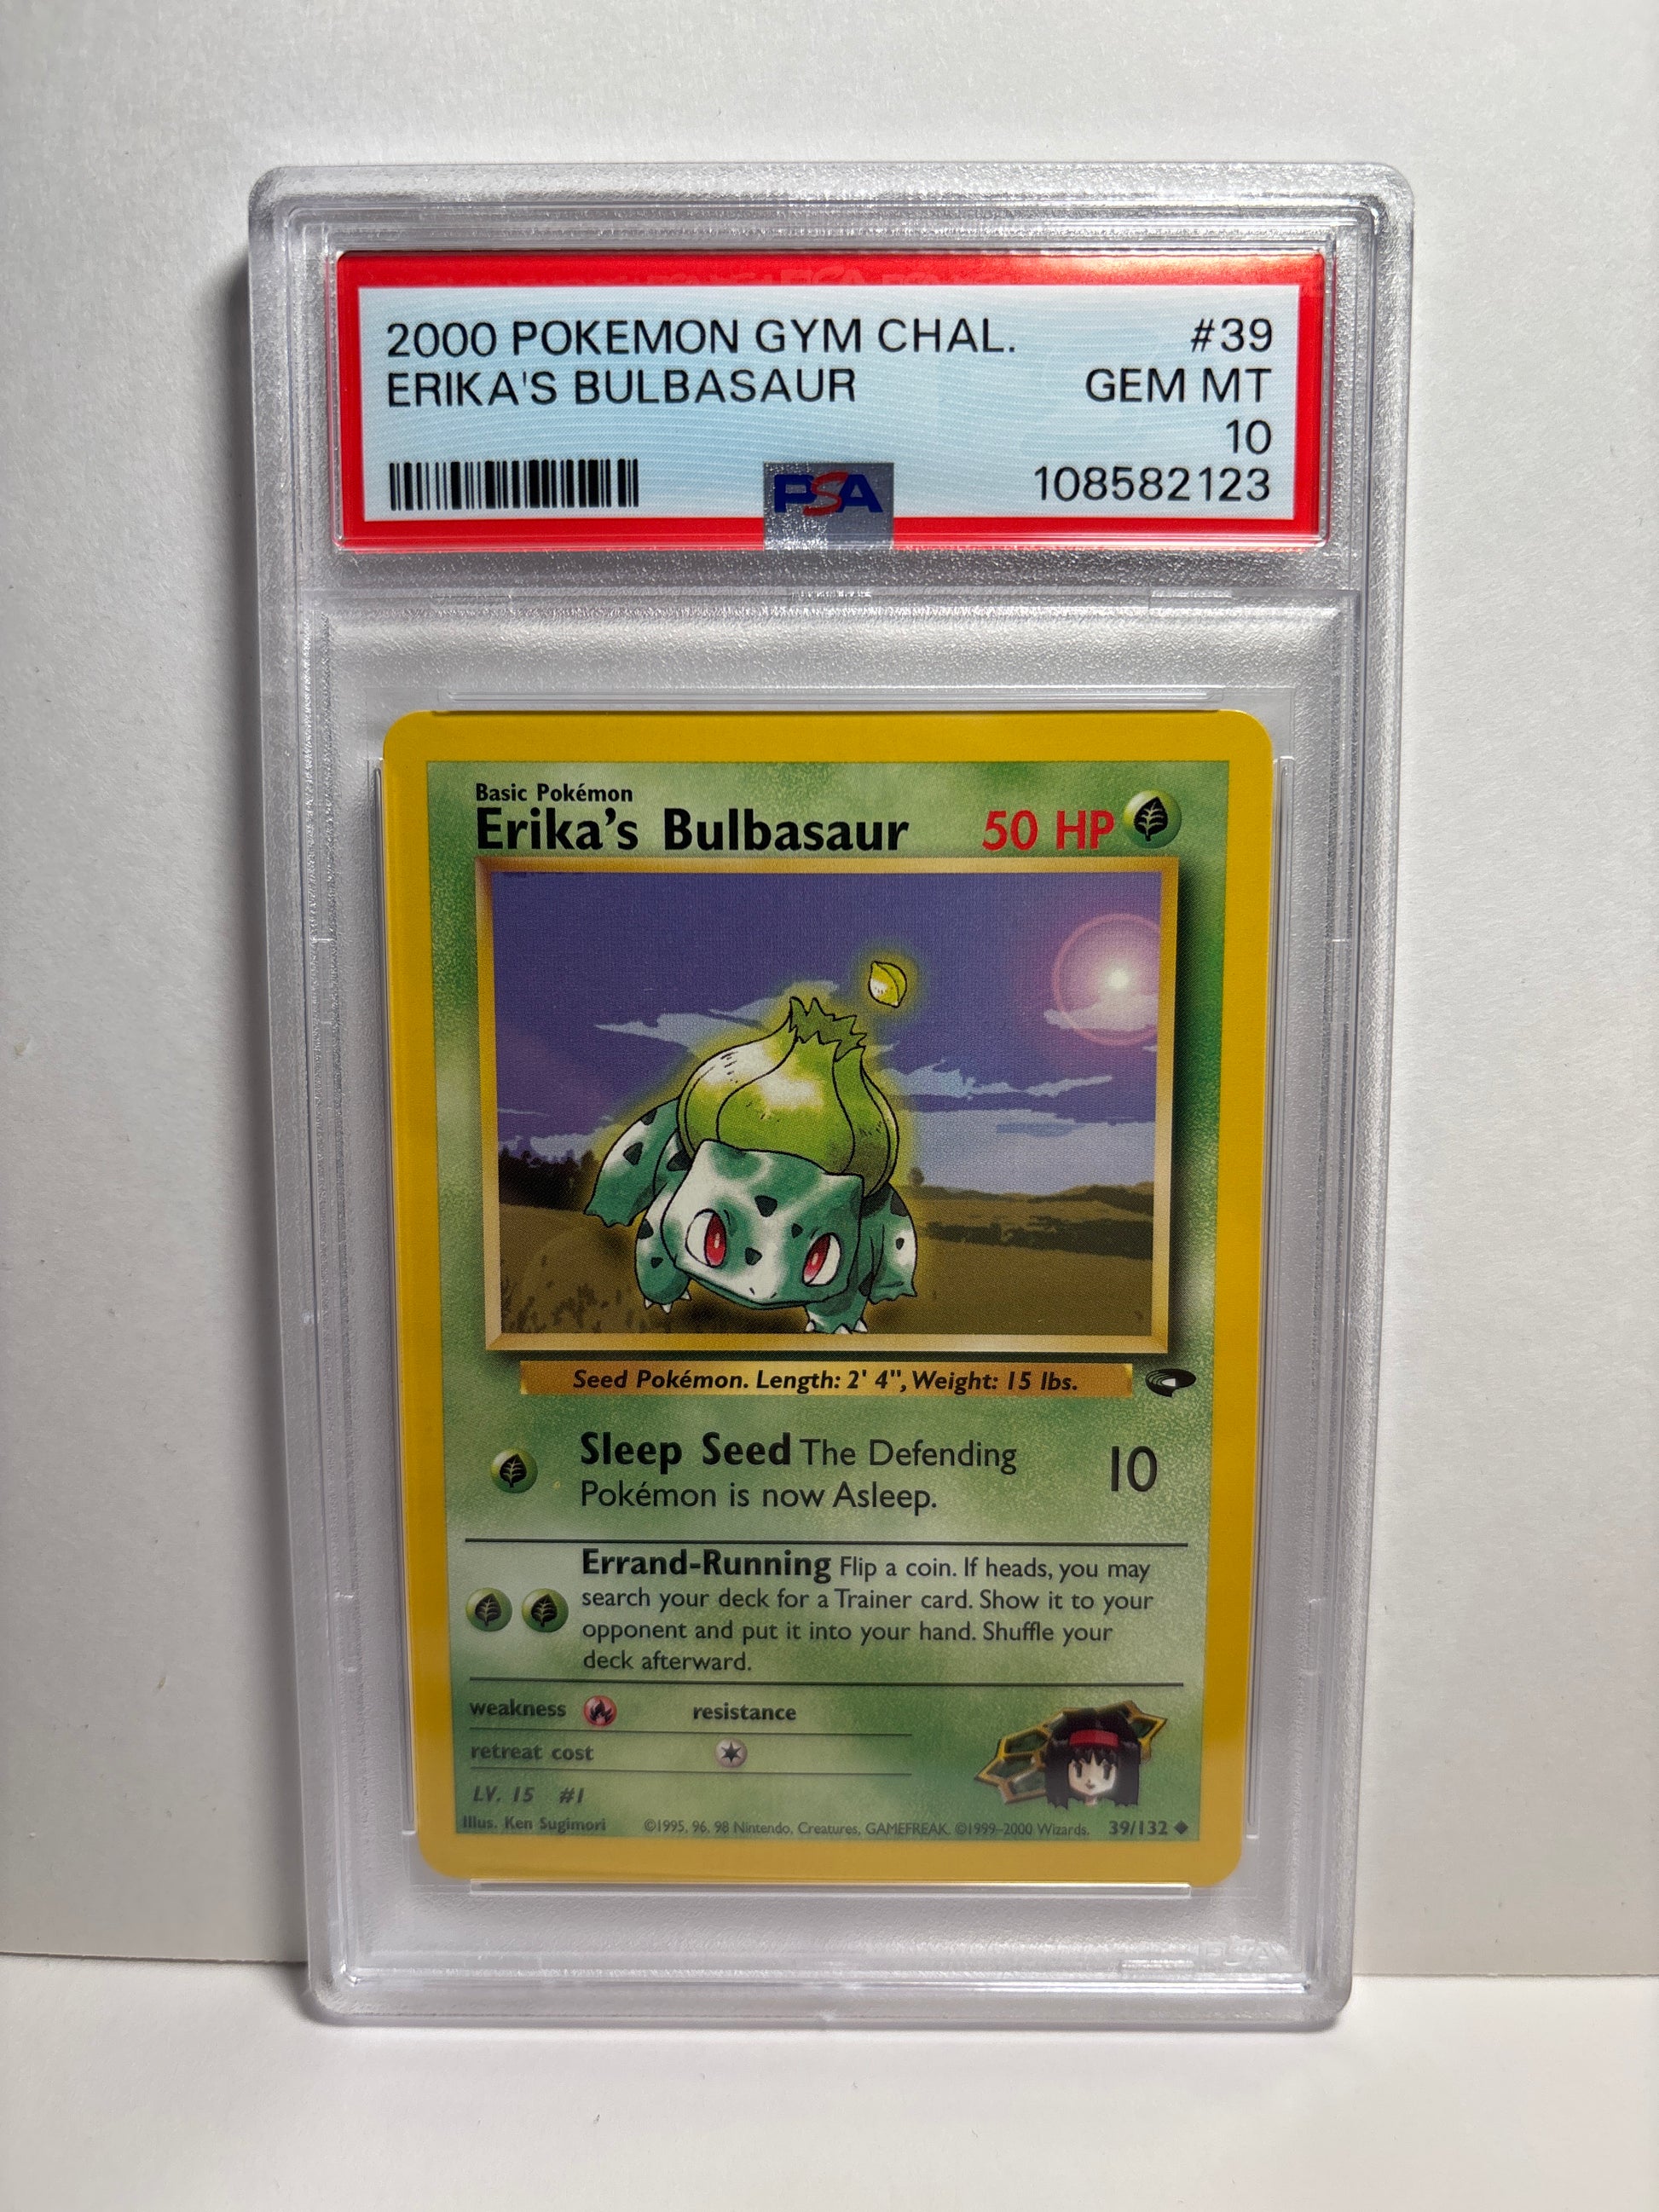 2000 POKEMON GYM CHAL. #39
ERIKA'S BULBASAUR GEM MT
10
PSA 108582123
Basic Pokémon
Erika's Bulbasaur 50 HP
Seed Pokémon. Length: 2' 4", Weight: 15 lbs.
Sleep Seed The Defending 10
Pokémon is now Asleep.
Errand-Running Flip a coin. If heads, you may
search your deck for a Trainer card. Show it to your
opponent and put it into your hand. Shuffle your
deck afterward.
weakness resistance
retreat cost
LV. 15 #1
Illus. Ken Sugimori ©1995, 96, 98 Nintendo, Creatures, GAMEFREAK. ©1999-2000 Wizards. 39/132
PSA